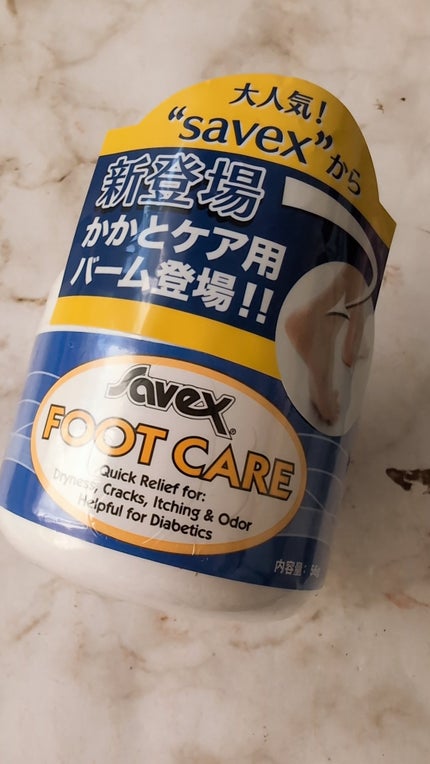 大人気！
“savex”から
新登場
かかとケア用
バーム登場!!
Savex®
FOOT CARE
Quick Relief for:
Dryness, Cracks, Itching & Odor
Helpful for Diabetics
内容量：